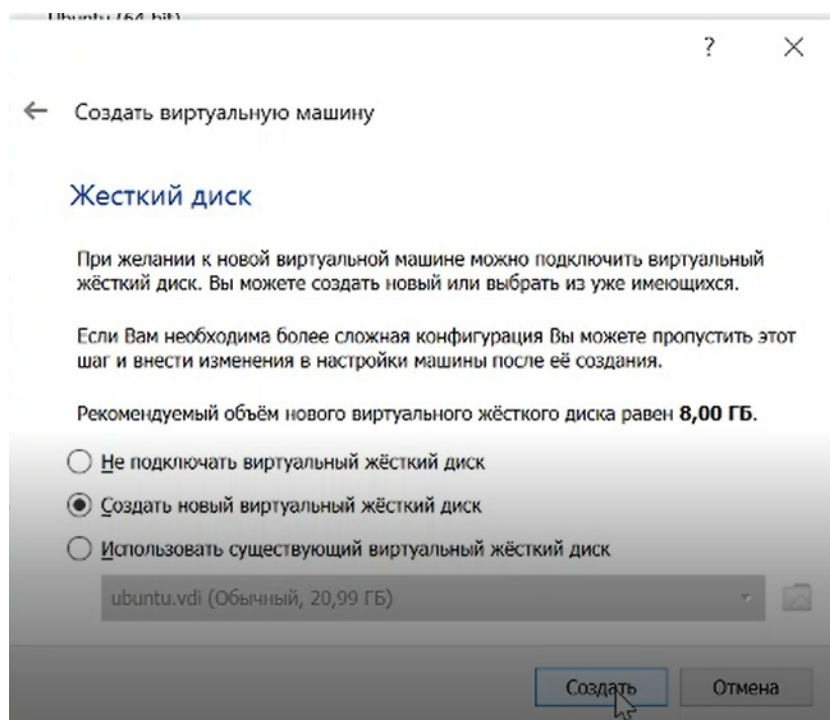 Ubuntu (64-bit)
?
Создать виртуальную машину
Жесткий диск
При желании к новой виртуальной машине можно подключить виртуальный
жёсткий диск. Вы можете создать новый или выбрать из уже имеющихся.
Если Вам необходима более сложная конфигурация Вы можете пропустить этот
шаг и внести изменения в настройки машины после её создания.
Рекомендуемый объём нового виртуального жёсткого диска равен 8,00 ГБ.
Не подключать виртуальный жёсткий диск
Создать новый виртуальный жёсткий диск
Использовать существующий виртуальный жёсткий диск
ubuntu.vdi (Обычный, 20,99 ГБ)
Создать Отмена